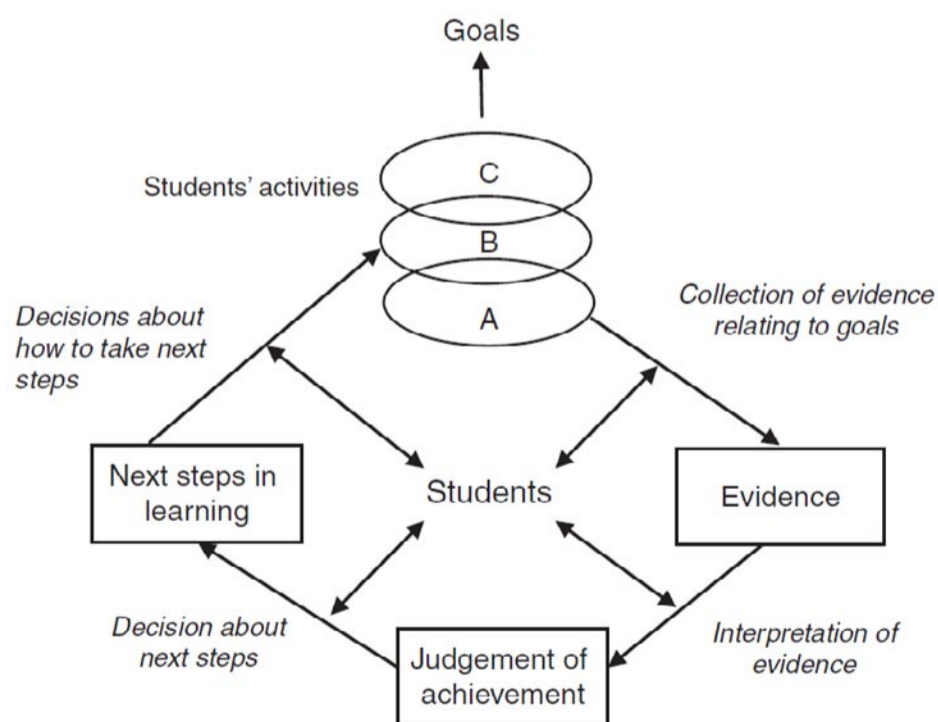 Goals
C
Students’ activities
B
A
Collection of evidence
relating to goals
Decisions about
how to take next
steps
Next steps in
learning
Students
Evidence
Decision about
next steps
Judgement of
achievement
Interpretation of
evidence